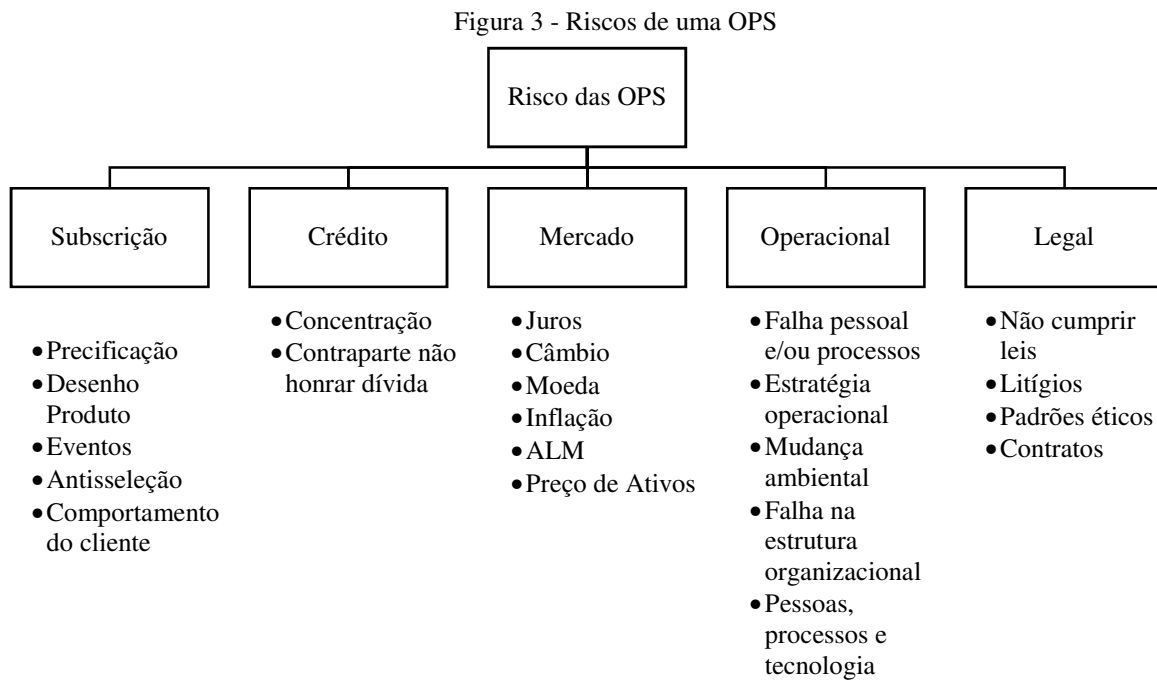 Figura 3 - Riscos de uma OPS
Risco das OPS
Subscrição
Crédito
Mercado
Operacional
Legal
•Precificação
•Desenho
Produto
•Eventos
•Antisseleção
•Comportamento
do cliente
•Concentração
•Contraparte não
honrar dívida
•Juros
•Câmbio
•Moeda
•Inflação
•ALM
•Preço de Ativos
•Falha pessoal
e/ou processos
•Estratégia
operacional
•Mudança
ambiental
•Falha na
estrutura
organizacional
•Pessoas,
processos e
tecnologia
•Não cumprir
leis
•Litígios
•Padrões éticos
•Contratos